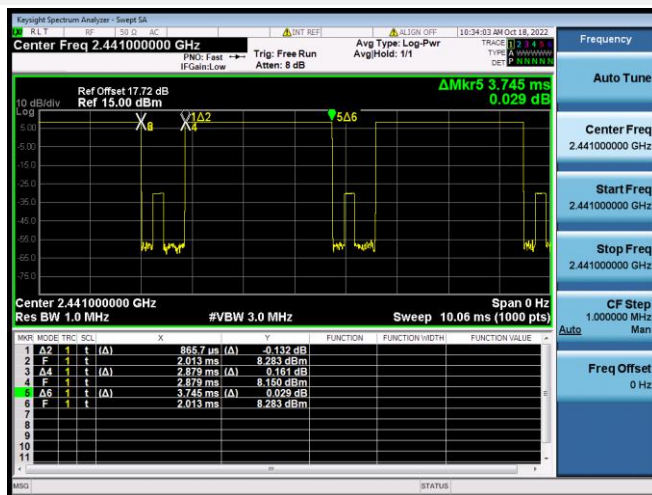 Keysight Spectrum Analyzer - Swept SA
RLT RF 50 Ω AC INT REF ALIGN OFF 10:34:03 AM Oct 18, 2022
Center Freq 2.441000000 GHz
PNO: Fast
IFGain:Low
Trig: Free Run
Atten: 8 dB
Avg Type: Log-Pwr
Avg|Hold: 1/1
TRACE 1 2 3 4 5 6
TYPE A WWWWW
DET P N N N N N
Frequency
Auto Tune
Center Freq
2.441000000 GHz
Start Freq
2.441000000 GHz
Stop Freq
2.441000000 GHz
CF Step
1.000000 MHz
Auto Man
Freq Offset
0 Hz
Ref Offset 17.72 dB
10 dB/div Ref 15.00 dBm
Log
ΔMkr5 3.745 ms
0.029 dB
1Δ2
4
5Δ6
5.00
-5.00
-15.0
-25.0
-35.0
-45.0
-55.0
-65.0
-75.0
Center 2.441000000 GHz Span 0 Hz
Res BW 1.0 MHz #VBW 3.0 MHz Sweep 10.06 ms (1000 pts)
MKR MODE TRC SCL X Y FUNCTION FUNCTION WIDTH FUNCTION VALUE
1 Δ2 1 t (Δ) 865.7 µs (Δ) -0.132 dB
2 F 1 t 2.013 ms 8.283 dBm
3 Δ4 1 t (Δ) 2.879 ms (Δ) 0.161 dB
4 F 1 t 2.879 ms 8.150 dBm
5 Δ6 1 t (Δ) 3.745 ms (Δ) 0.029 dB
6 F 1 t 2.013 ms 8.283 dBm
7
8
9
10
11
MSG STATUS